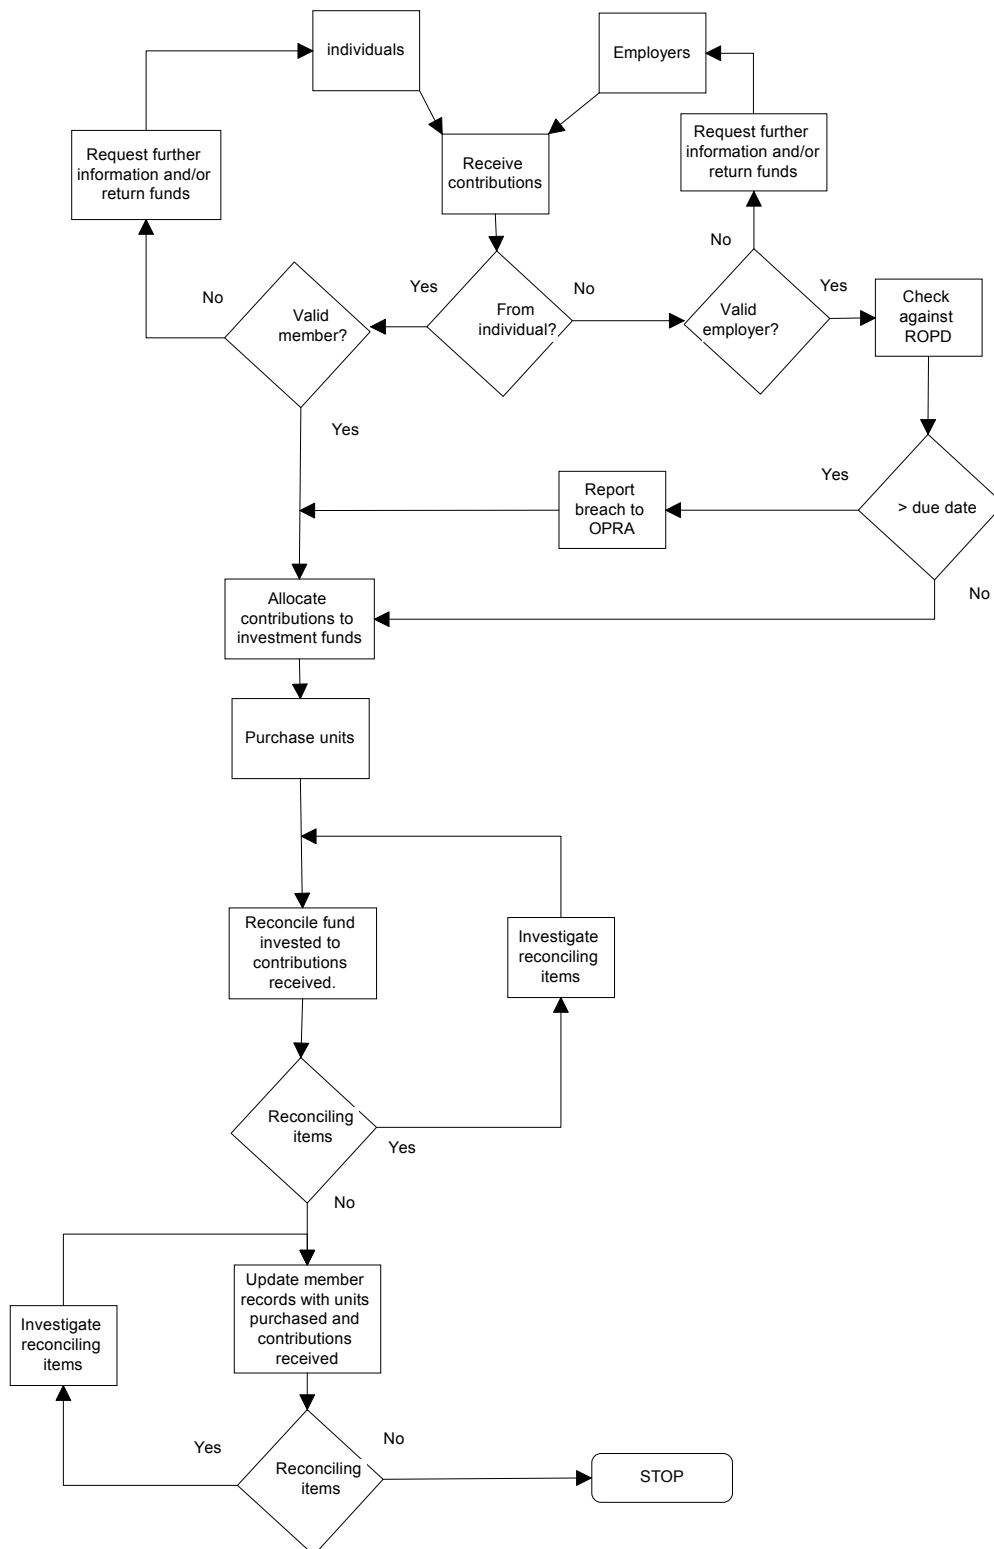 individuals
Employers
Request further
information and/or
return funds
Receive
contributions
Request further
information and/or
return funds
No
Valid
member?
Yes
From
individual?
No
No
Valid
employer?
Yes
Check
against
ROPD
Yes
Yes
Report
breach to
OPRA
> due date
No
Allocate
contributions to
investment funds
Purchase units
Reconcile fund
invested to
contributions
received.
Investigate
reconciling
items
Reconciling
items
Yes
No
Investigate
reconciling
items
Update member
records with units
purchased and
contributions
received
Yes
No
Reconciling
items
STOP